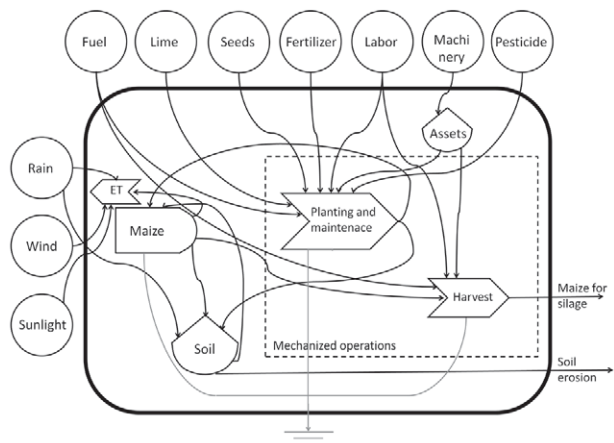 Fuel
Lime
Seeds
Fertilizer
Labor
Machi
nery
Pesticide
Assets
Rain
ET
Maize
Planting and
maintenace
Wind
Sunlight
Harvest
Maize for
silage
Soil
Mechanized operations
Soil
erosion